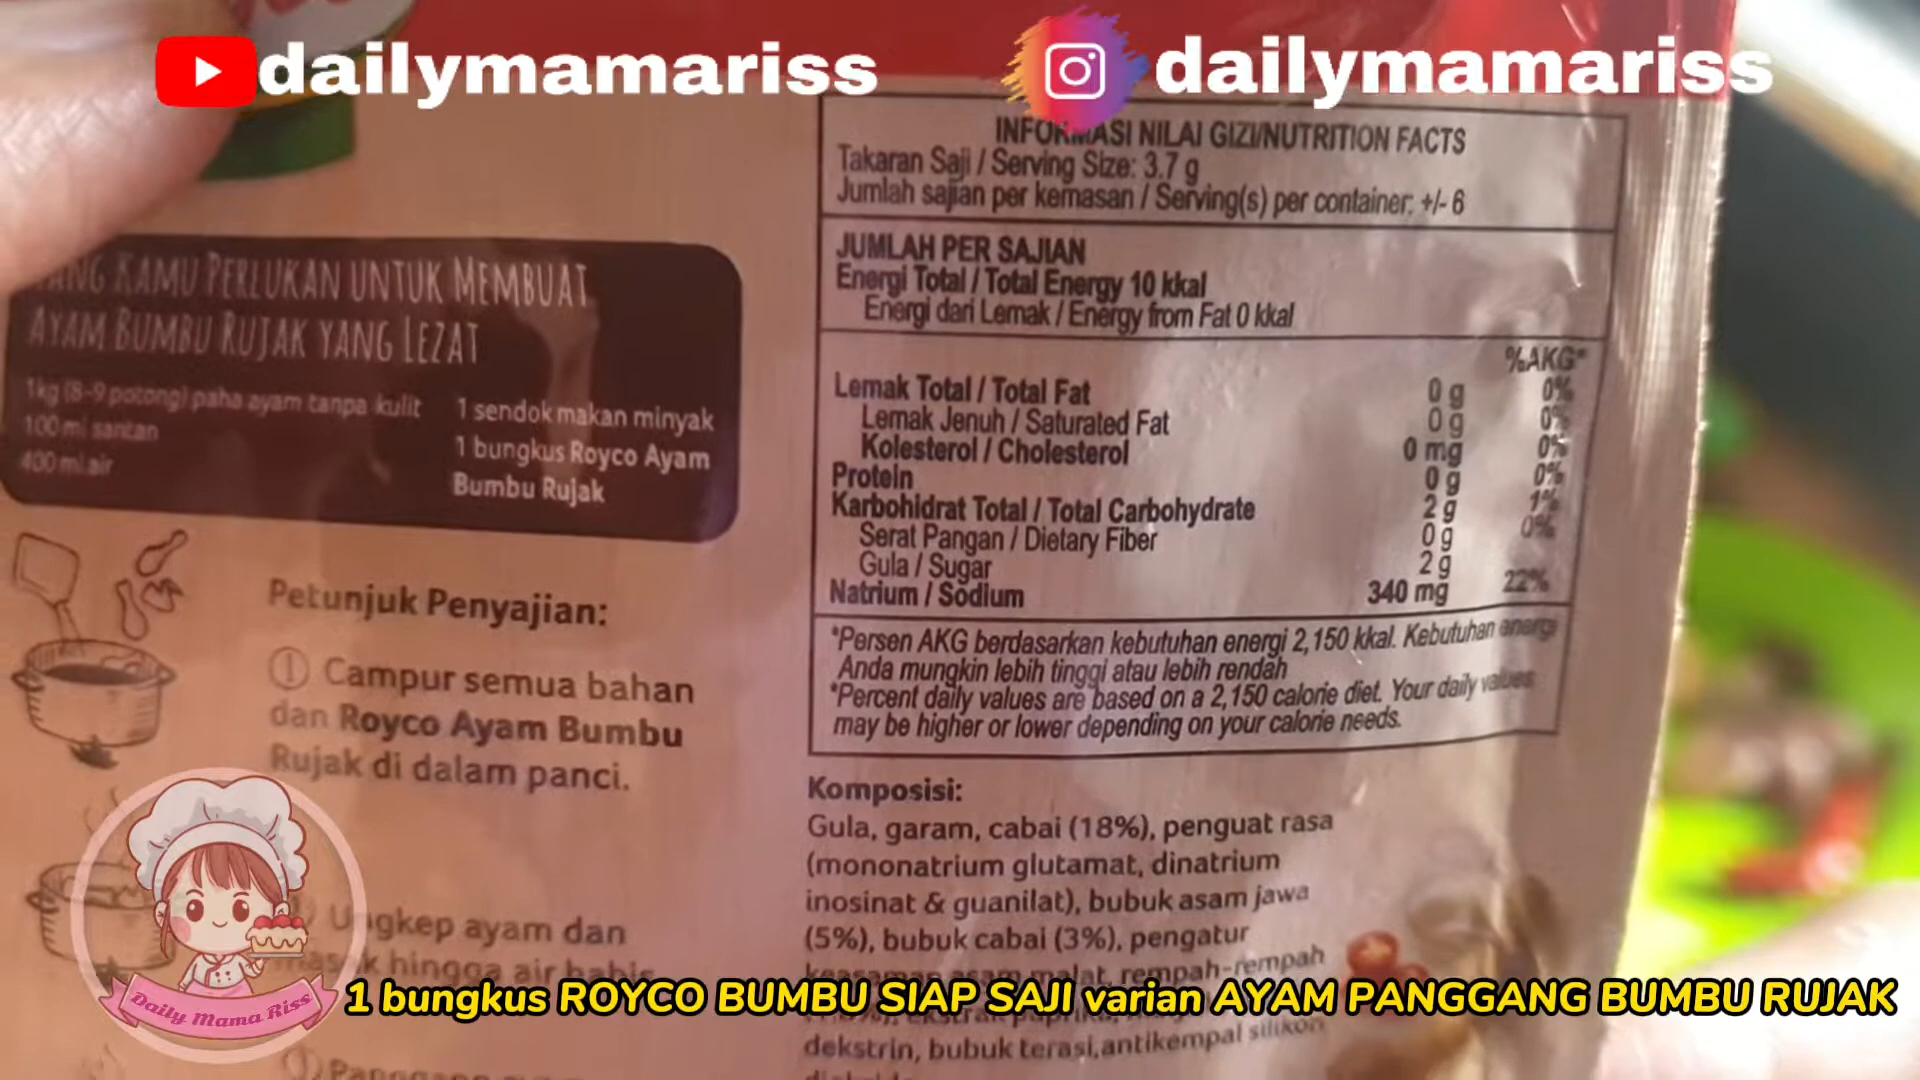 dailymamariss
dailymamariss
INFORMASI NILAI GIZI/NUTRITION FACTS
Takaran Saji / Serving Size: 3.7 g
Jumlah sajian per kemasan / Serving(s) per container: +/- 6
JUMLAH PER SAJIAN
Energi Total / Total Energy 10 kkal
Energi dari Lemak / Energy from Fat 0 kkal
%AKG*
Lemak Total / Total Fat 0 g 0%
Lemak Jenuh / Saturated Fat 0 g 0%
Kolesterol / Cholesterol 0 mg 0%
Protein 0 g 0%
Karbohidrat Total / Total Carbohydrate 2 g 1%
Serat Pangan / Dietary Fiber 0 g 0%
Gula / Sugar 2 g
Natrium / Sodium 340 mg 22%
*Persen AKG berdasarkan kebutuhan energi 2,150 kkal. Kebutuhan energi
Anda mungkin lebih tinggi atau lebih rendah
*Percent daily values are based on a 2,150 calorie diet. Your daily values
may be higher or lower depending on your calorie needs.
KAMU PERLUKAN UNTUK MEMBUAT
AYAM BUMBU RUJAK YANG LEZAT
1kg (8-9 potong) paha ayam tanpa kulit
100 ml santan
400 ml air
1 sendok makan minyak
1 bungkus Royco Ayam
Bumbu Rujak
Petunjuk Penyajian:
① Campur semua bahan
dan Royco Ayam Bumbu
Rujak di dalam panci.
Ungkep ayam dan
hingga air habis
Komposisi:
Gula, garam, cabai (18%), penguat rasa
(mononatrium glutamat, dinatrium
inosinat & guanilat), bubuk asam jawa
(5%), bubuk cabai (3%), pengatur
keasaman asam malat, rempah-rempah
dekstrin, bubuk terasi, antikempal silikon
Daily Mama Riss
1 bungkus ROYCO BUMBU SIAP SAJI varian AYAM PANGGANG BUMBU RUJAK